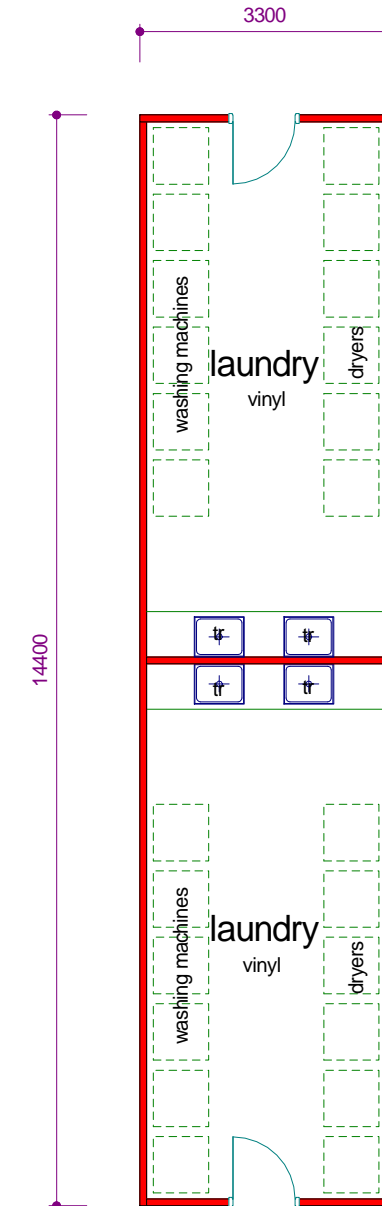 3300
washing machines
dryers
laundry
vinyl
tr
tr
14400
tr
tr
washing machines
dryers
laundry
vinyl